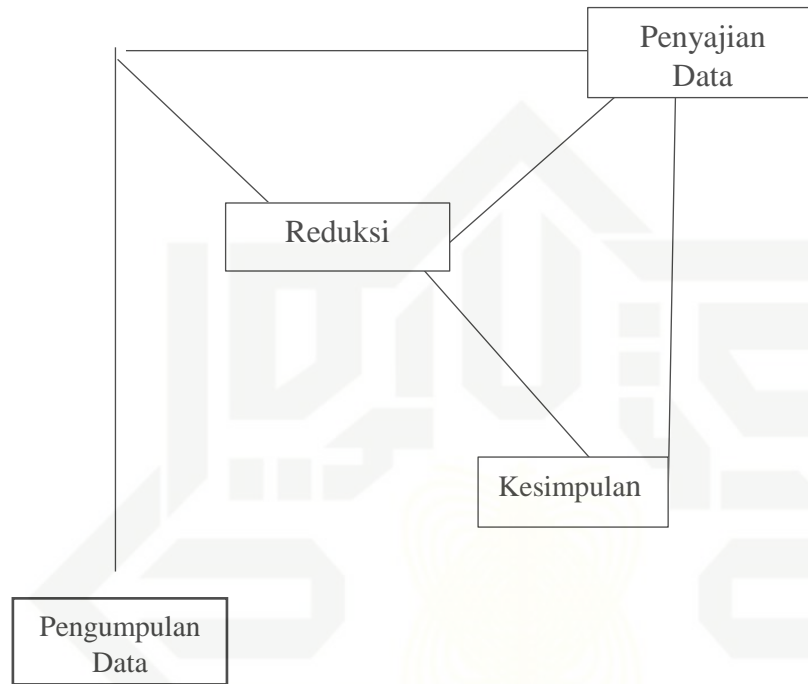 Penyajian
Data
Reduksi
Kesimpulan
Pengumpulan
Data